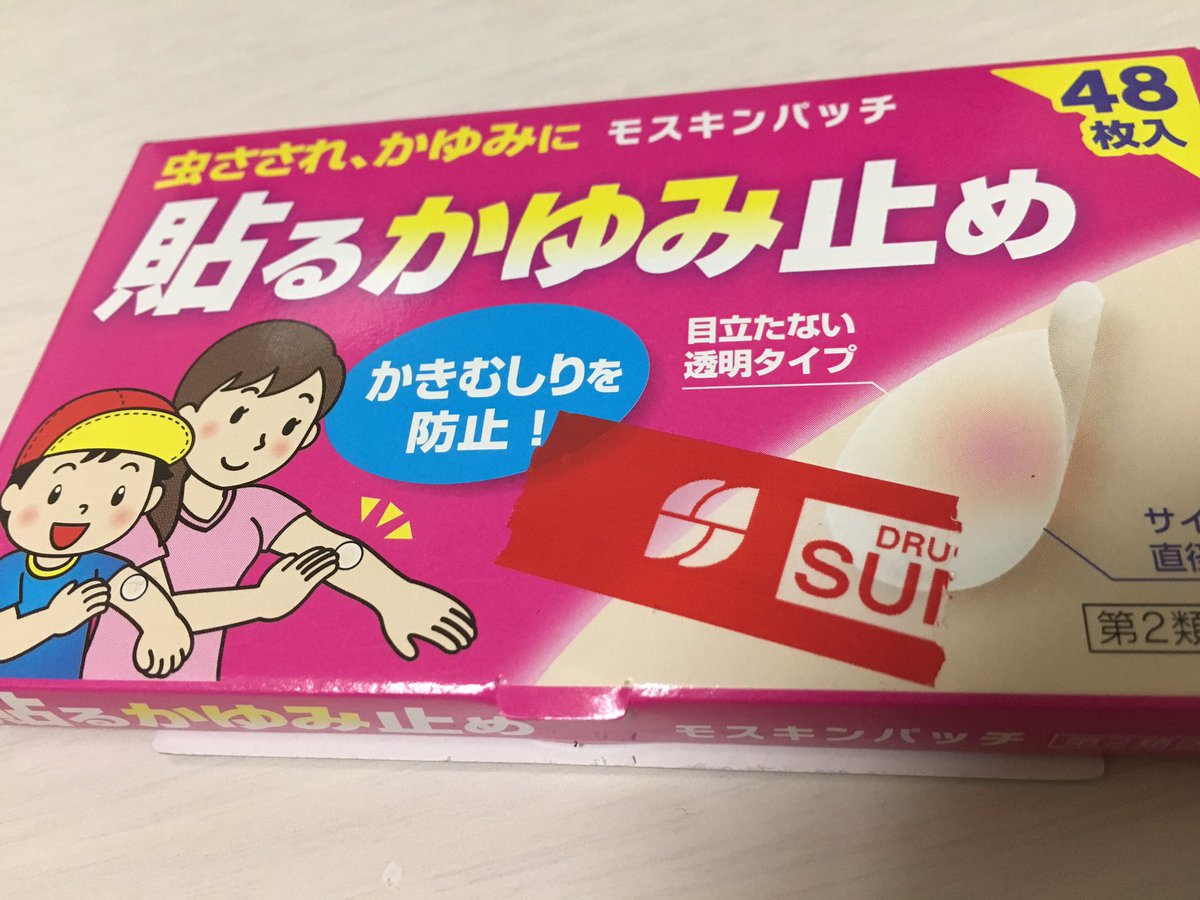 虫さされ、かゆみに モスキンパッチ
48
枚入
貼るかゆみ止め
かきむしりを
防止！
目立たない
透明タイプ
DRU
SUN
サイ
直径
第2類
貼るかゆみ止め モスキンパッチ